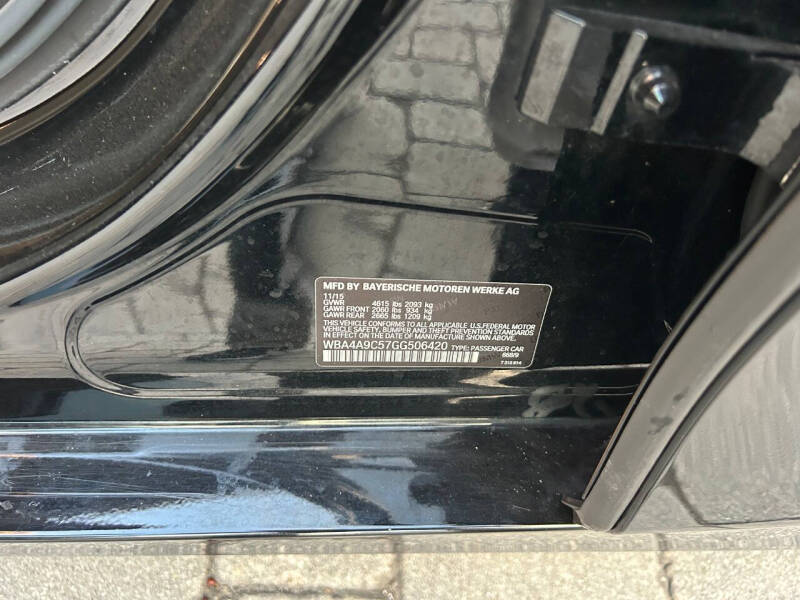 MFD BY BAYERISCHE MOTOREN WERKE AG
11/15
GVWR 4615 lbs 2093 kg
GAWR FRONT 2060 lbs 934 kg
GAWR REAR 2665 lbs 1209 kg
THIS VEHICLE CONFORMS TO ALL APPLICABLE U.S.FEDERAL MOTOR
VEHICLE SAFETY, BUMPER AND THEFT PREVENTION STANDARDS
IN EFFECT ON DATE OF MANUFACTURE SHOWN ABOVE.
WBA4A9C57GG506420 TYPE: PASSENGER CAR
668/9